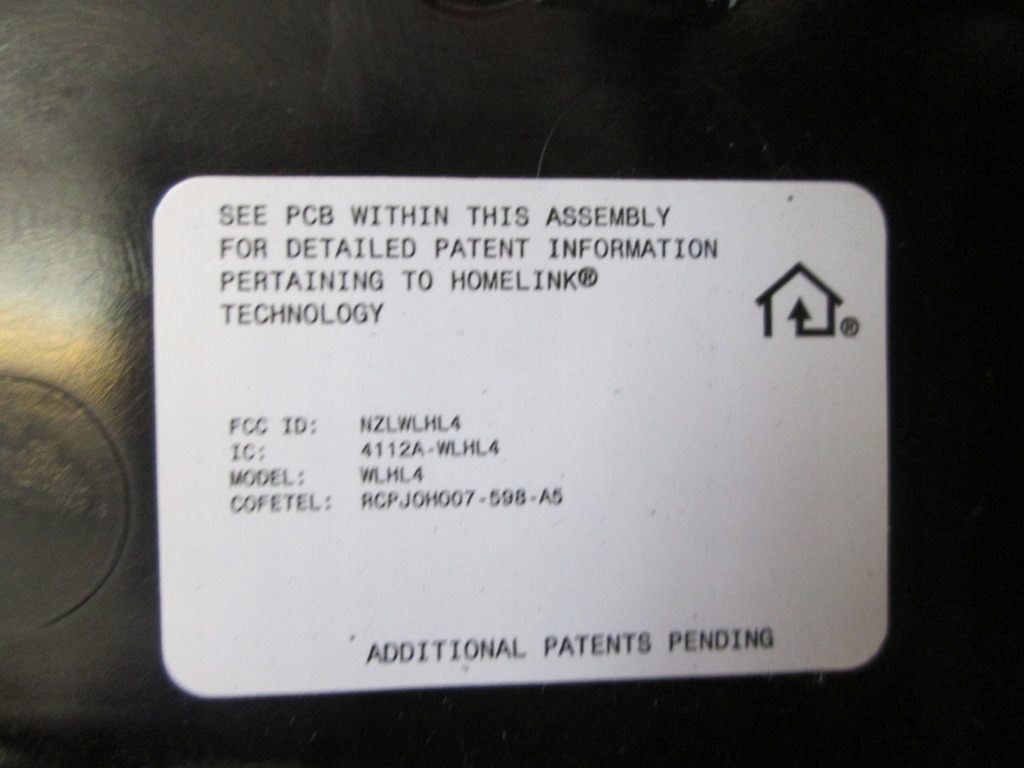 SEE PCB WITHIN THIS ASSEMBLY
FOR DETAILED PATENT INFORMATION
PERTAINING TO HOMELINK®
TECHNOLOGY
®
FCC ID: NZLWLHL4
IC: 4112A-WLHL4
MODEL: WLHL4
COFETEL: RCPJOHO07-598-A5
ADDITIONAL PATENTS PENDING